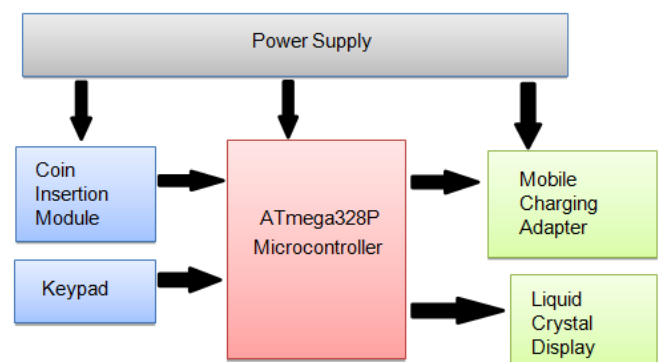 Power Supply
Coin
Insertion
Module
ATmega328P
Microcontroller
Mobile
Charging
Adapter
Keypad
Liquid
Crystal
Display